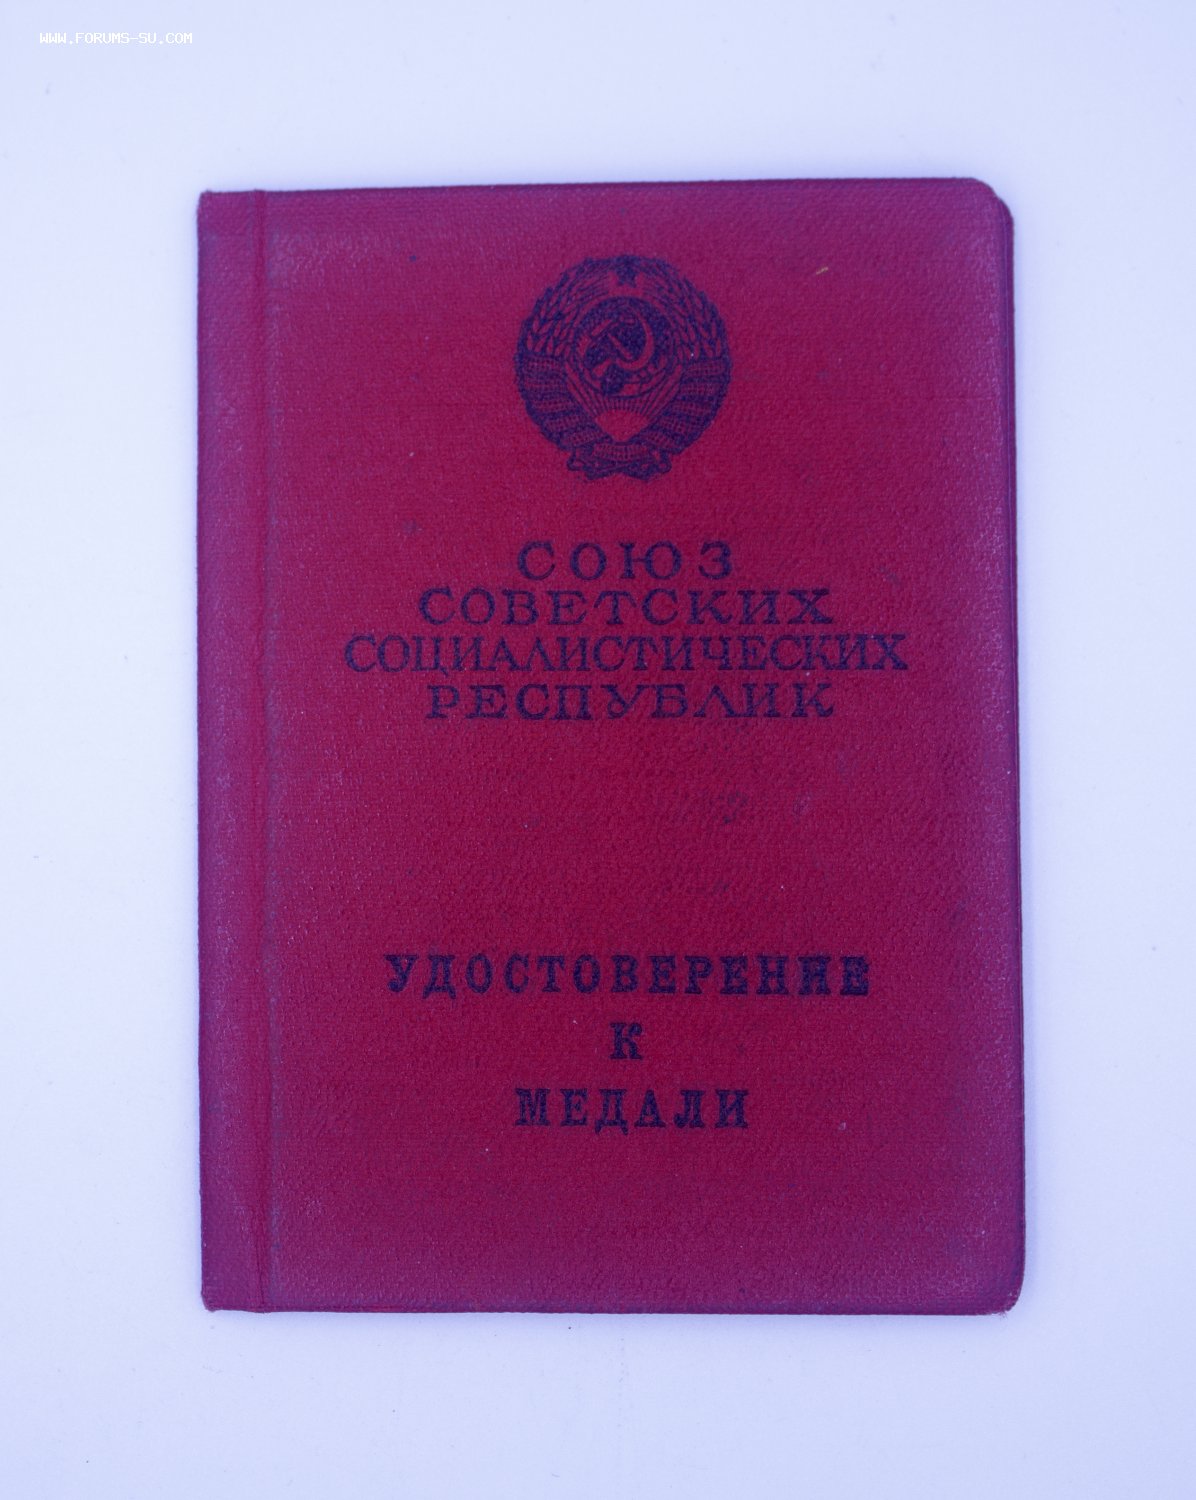 WWW.FORUMS-SU.COM
СОЮЗ
СОВЕТСКИХ
СОЦИАЛИСТИЧЕСКИХ
РЕСПУБЛИК
УДОСТОВЕРЕНИЕ
К
МЕДАЛИ